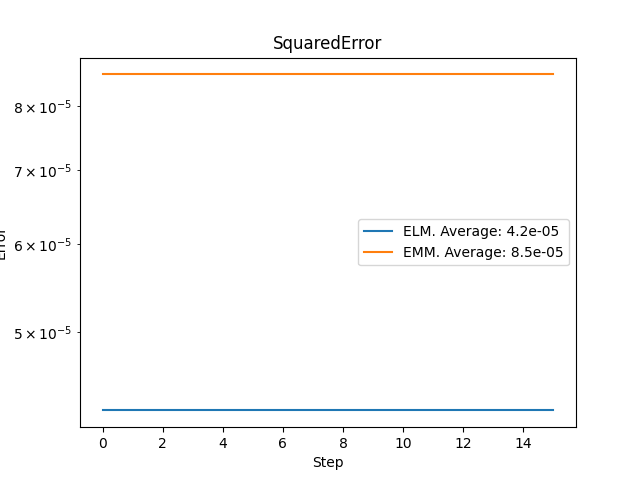 SquaredError
8 × 10⁻⁵
7 × 10⁻⁵
6 × 10⁻⁵
5 × 10⁻⁵
Error
ELM. Average: 4.2e-05
EMM. Average: 8.5e-05
0 2 4 6 8 10 12 14
Step